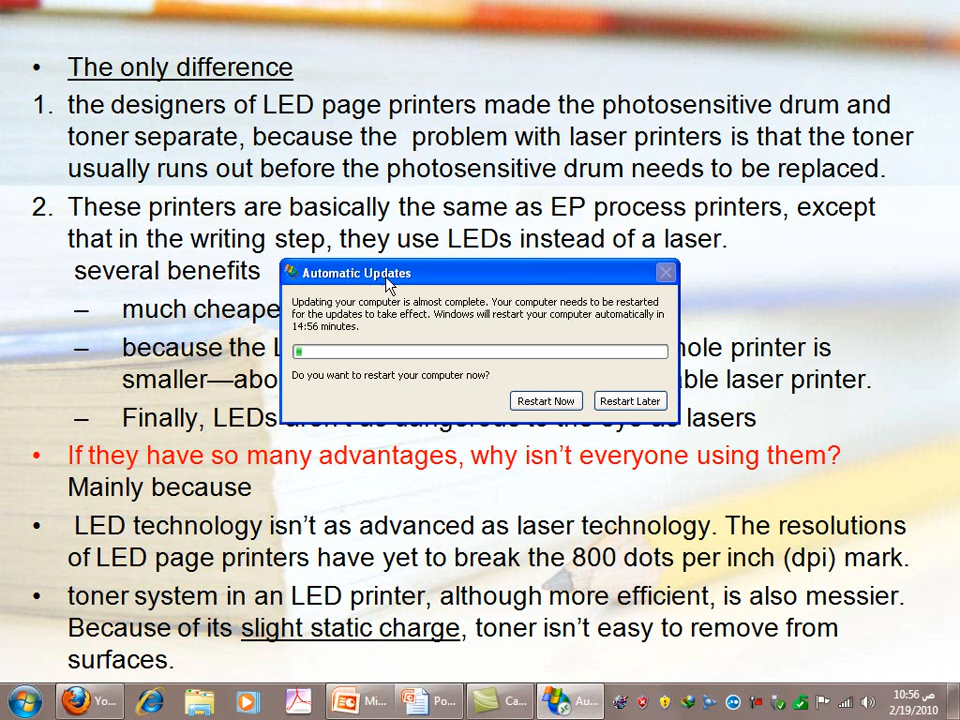 • The only difference
1. the designers of LED page printers made the photosensitive drum and
toner separate, because the problem with laser printers is that the toner
usually runs out before the photosensitive drum needs to be replaced.
2. These printers are basically the same as EP process printers, except
that in the writing step, they use LEDs instead of a laser.
several benefits
– much cheape
– because the
smaller—abo
able laser printer.
– Finally, LEDs aren't as dangerous to the eye as lasers
Automatic Updates
Updating your computer is almost complete. Your computer needs to be restarted
for the updates to take effect. Windows will restart your computer automatically in
14:56 minutes.
Do you want to restart your computer now?
Restart Now Restart Later
printer is
• If they have so many advantages, why isn't everyone using them?
Mainly because
• LED technology isn't as advanced as laser technology. The resolutions
of LED page printers have yet to break the 800 dots per inch (dpi) mark.
• toner system in an LED printer, although more efficient, is also messier.
Because of its slight static charge, toner isn't easy to remove from
surfaces.
Yo... Mi... Po... Ca... Au... 10:56 ص
2/19/2010